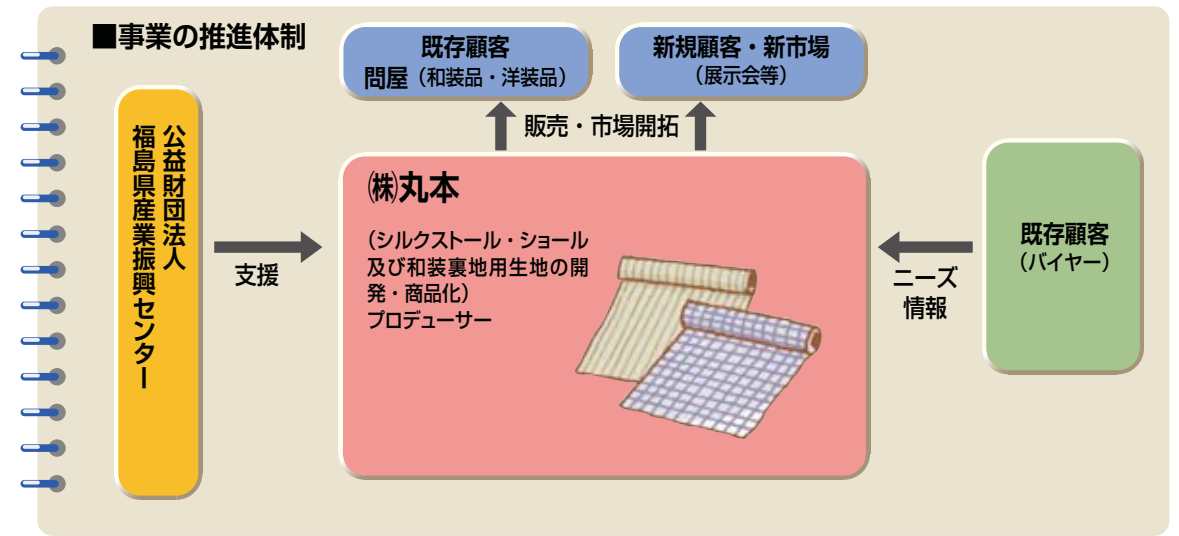 ■事業の推進体制
既存顧客
問屋（和装品・洋装品）
新規顧客・新市場
（展示会等）
販売・市場開拓
公益財団法人
福島県産業振興センター
支援
㈱丸本
（シルクストール・ショール
及び和装裏地用生地の開
発・商品化）
プロデューサー
ニーズ
情報
既存顧客
（バイヤー）